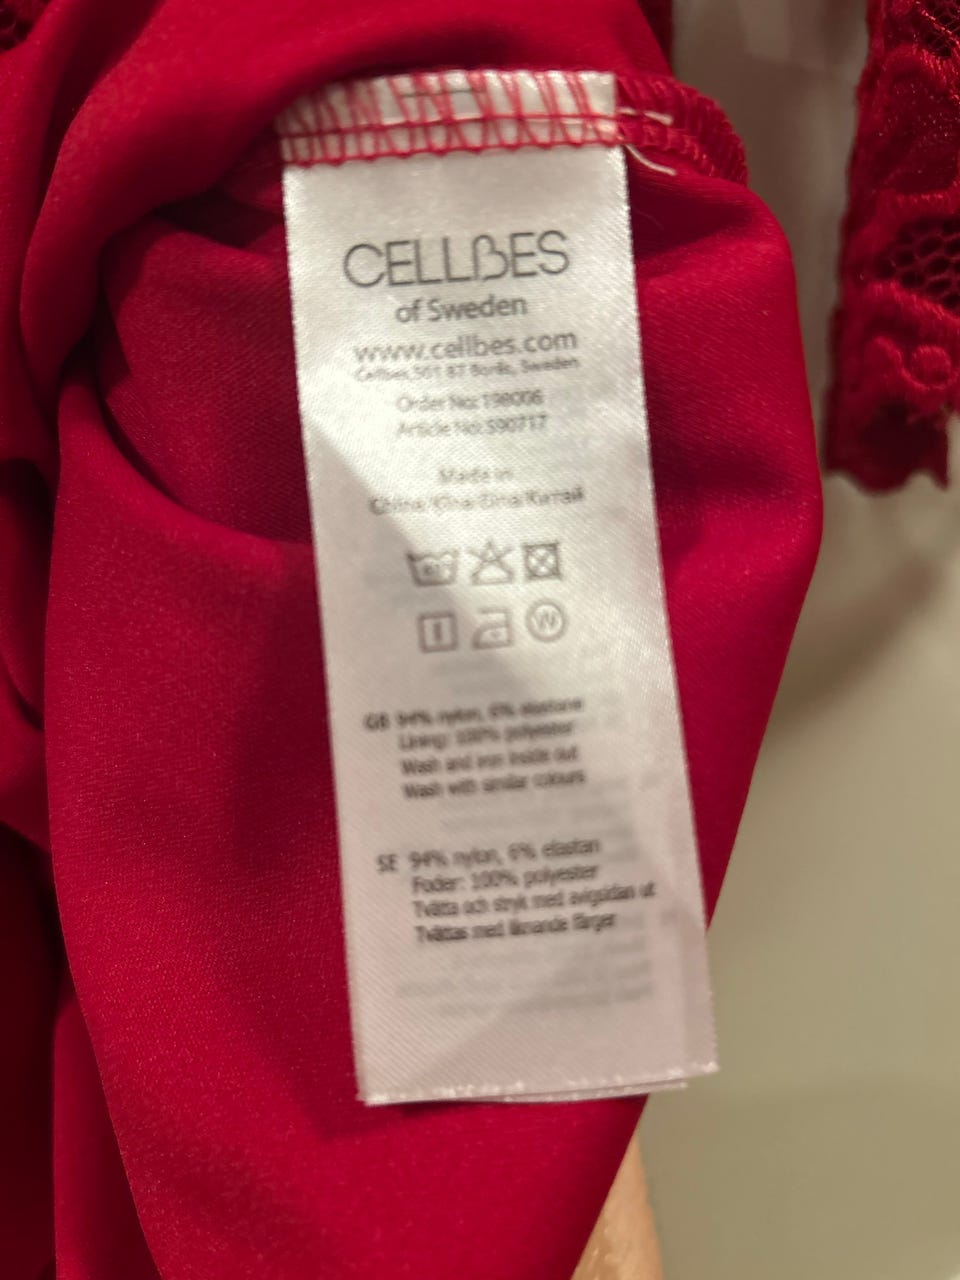 CELLBES
of Sweden
www.cellbes.com
Cellbes, 501 87 Borås, Sweden
Order No: 198006
Article No: 590717
Made in
China/Kina/Kiina/Китай
W
GB 94% nylon, 6% elastane
Lining: 100% polyester
Wash and iron inside out
Wash with similar colours
SE 94% nylon, 6% elastan
Foder: 100% polyester
Tvätta och stryk med avigsidan ut
Tvättas med liknande färger